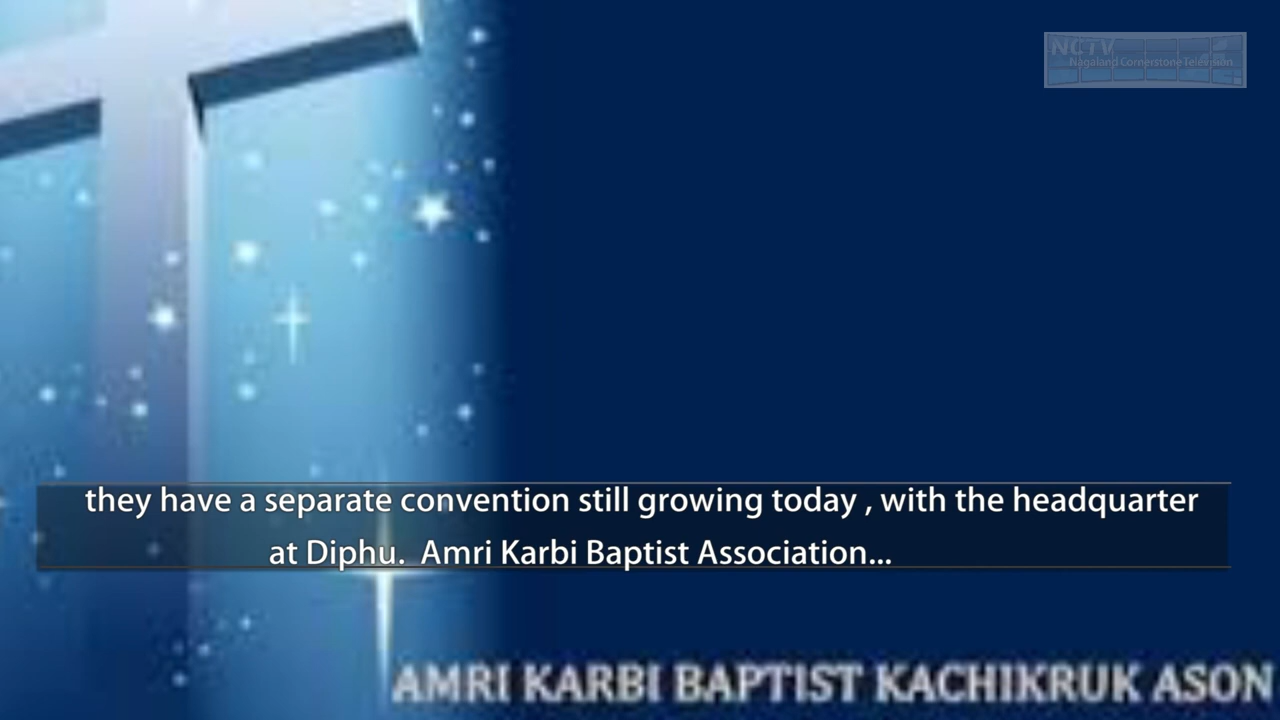 NCTV
Nagaland Cornerstone Television
they have a separate convention still growing today , with the headquarter
at Diphu.  Amri Karbi Baptist Association...
AMRI KARBI BAPTIST KACHIKRUK ASON